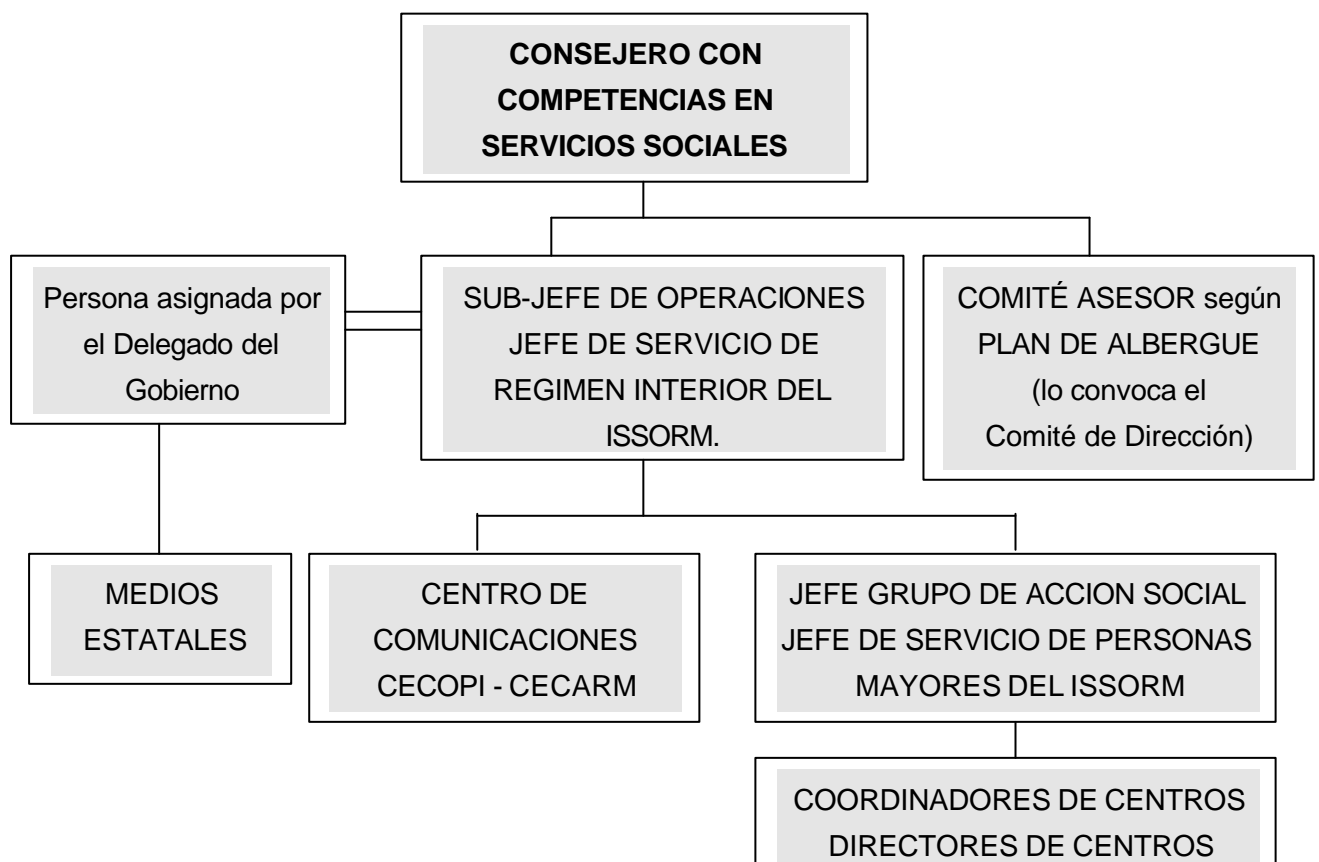 CONSEJERO CON
COMPETENCIAS EN
SERVICIOS SOCIALES
Persona asignada por
el Delegado del
Gobierno
SUB-JEFE DE OPERACIONES
JEFE DE SERVICIO DE
REGIMEN INTERIOR DEL
ISSORM.
COMITÉ ASESOR según
PLAN DE ALBERGUE
(lo convoca el
Comité de Dirección)
MEDIOS
ESTATALES
CENTRO DE
COMUNICACIONES
CECOPI - CECARM
JEFE GRUPO DE ACCION SOCIAL
JEFE DE SERVICIO DE PERSONAS
MAYORES DEL ISSORM
COORDINADORES DE CENTROS
DIRECTORES DE CENTROS